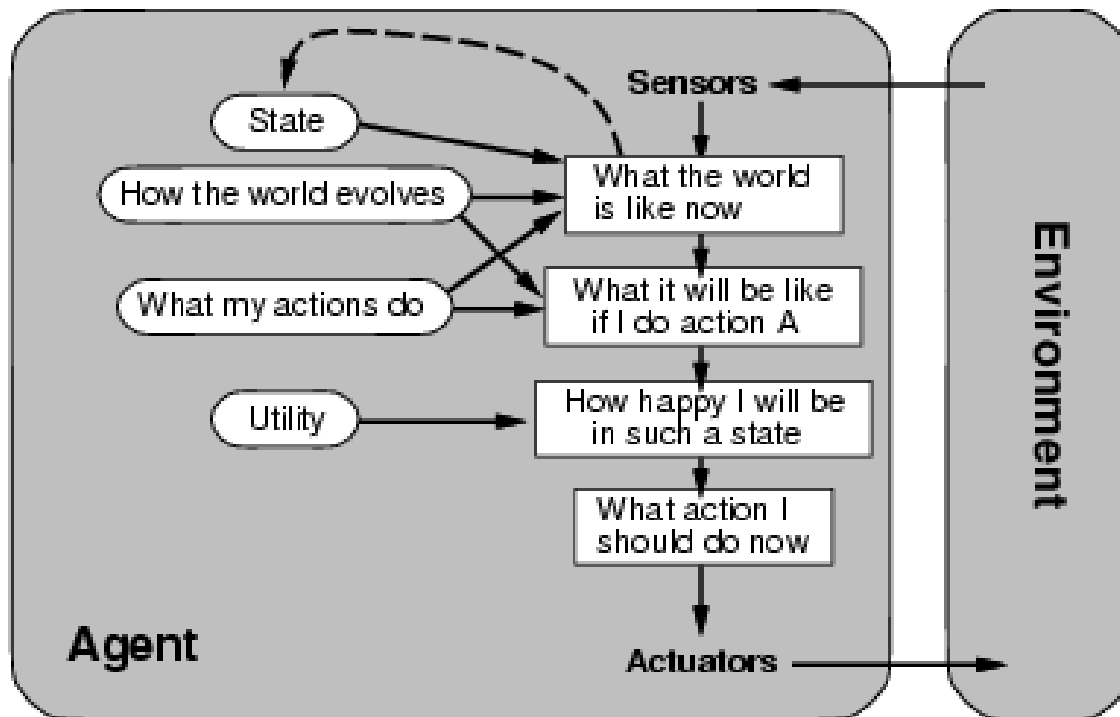 Sensors
State
What the world
is like now
How the world evolves
What it will be like
if I do action A
What my actions do
How happy I will be
in such a state
Utility
What action I
should do now
Agent
Actuators
Environment